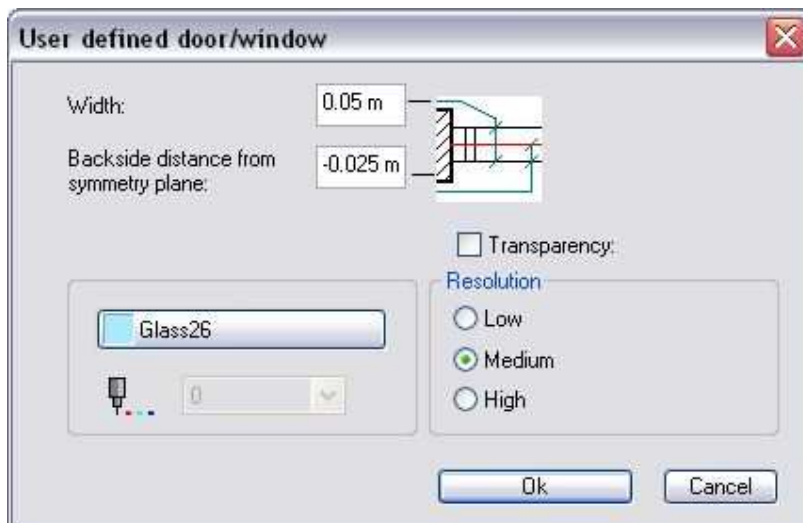 User defined door/window
Width:
0.05 m
Backside distance from
symmetry plane:
-0.025 m
Transparency:
Glass26
0
Resolution
Low
Medium
High
Ok
Cancel